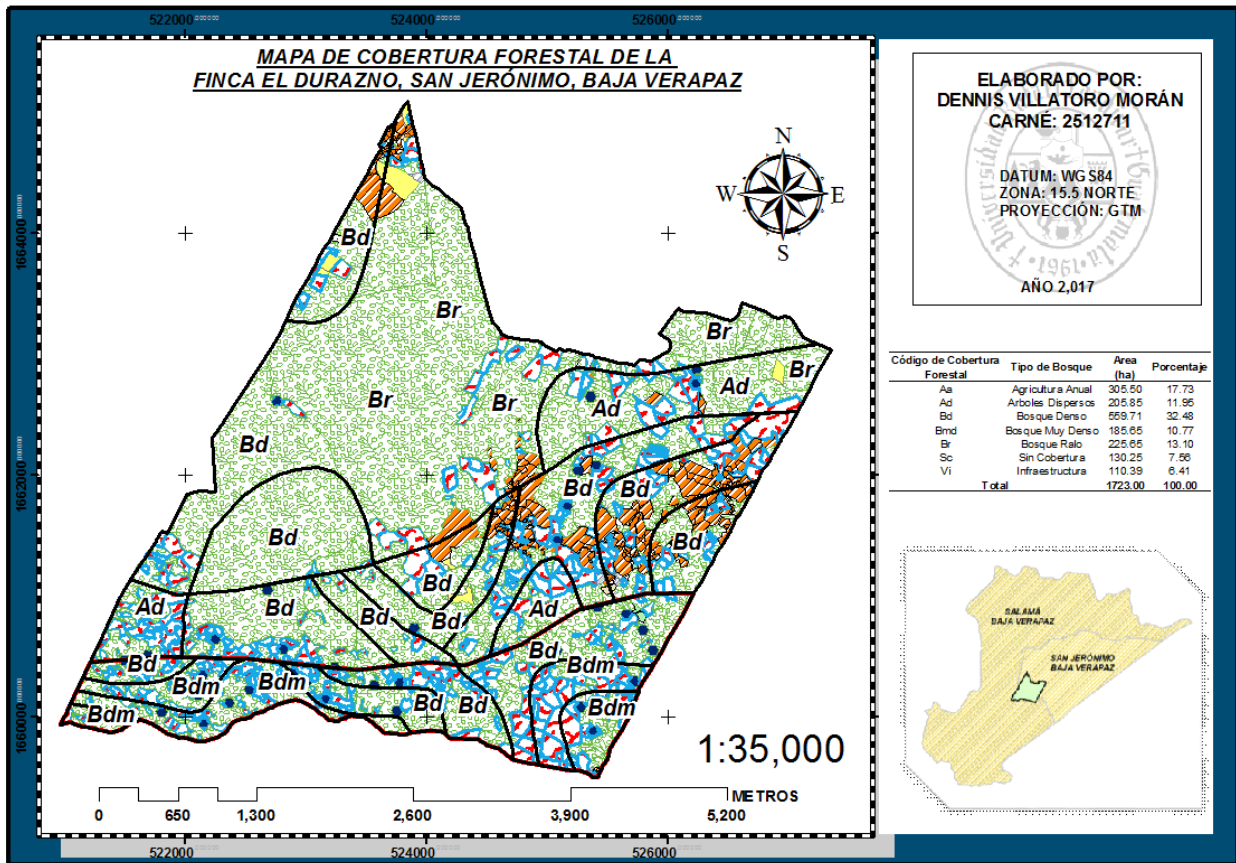 522000
524000
526000
MAPA DE COBERTURA FORESTAL DE LA
FINCA EL DURAZNO, SAN JERÓNIMO, BAJA VERAPAZ
N
W
E
S
1664000
1662000
1660000
Bd
Br
Br
Br
Br
Br
Ad
Ad
Bd
Bd
Bd
Bd
Bd
Bd
Ad
Bd
Bd
Bd
Ad
Bd
Bd
Bdm
Bdm
Bdm
Bd
Bd
Bdm
Bdm
1:35,000
METROS
0 650 1,300 2,600 3,900 5,200
522000
524000
526000
ELABORADO POR:
DENNIS VILLATORO MORÁN
CARNÉ: 2512711
DATUM: WGS84
ZONA: 15.5 NORTE
PROYECCIÓN: GTM
1961
AÑO 2,017
Código de Cobertura Forestal Tipo de Bosque Area (ha) Porcentaje
Aa Agricultura Anual 305.50 17.73
Ad Arboles Dispersos 205.85 11.95
Bd Bosque Denso 559.71 32.48
Bmd Bosque Muy Denso 185.65 10.77
Br Bosque Ralo 225.65 13.10
Sc Sin Cobertura 130.25 7.56
Vi Infraestructura 110.39 6.41
Total 1723.00 100.00
SALAMÁ
BAJA VERAPAZ
SAN JERÓNIMO
BAJA VERAPAZ